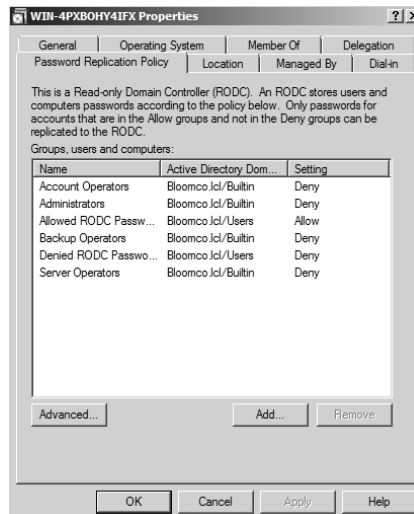 WIN-4PXBOHY4IFX Properties
General Operating System Member Of Delegation
Password Replication Policy Location Managed By Dial-in
This is a Read-only Domain Controller (RODC). An RODC stores users and
computers passwords according to the policy below. Only passwords for
accounts that are in the Allow groups and not in the Deny groups can be
replicated to the RODC.
Groups, users and computers:
Name Active Directory Dom... Setting
Account Operators Bloomco.lcl/Builtin Deny
Administrators Bloomco.lcl/Builtin Deny
Allowed RODC Passw... Bloomco.lcl/Users Allow
Backup Operators Bloomco.lcl/Builtin Deny
Denied RODC Passwo... Bloomco.lcl/Users Deny
Server Operators Bloomco.lcl/Builtin Deny
Advanced... Add... Remove
OK Cancel Apply Help